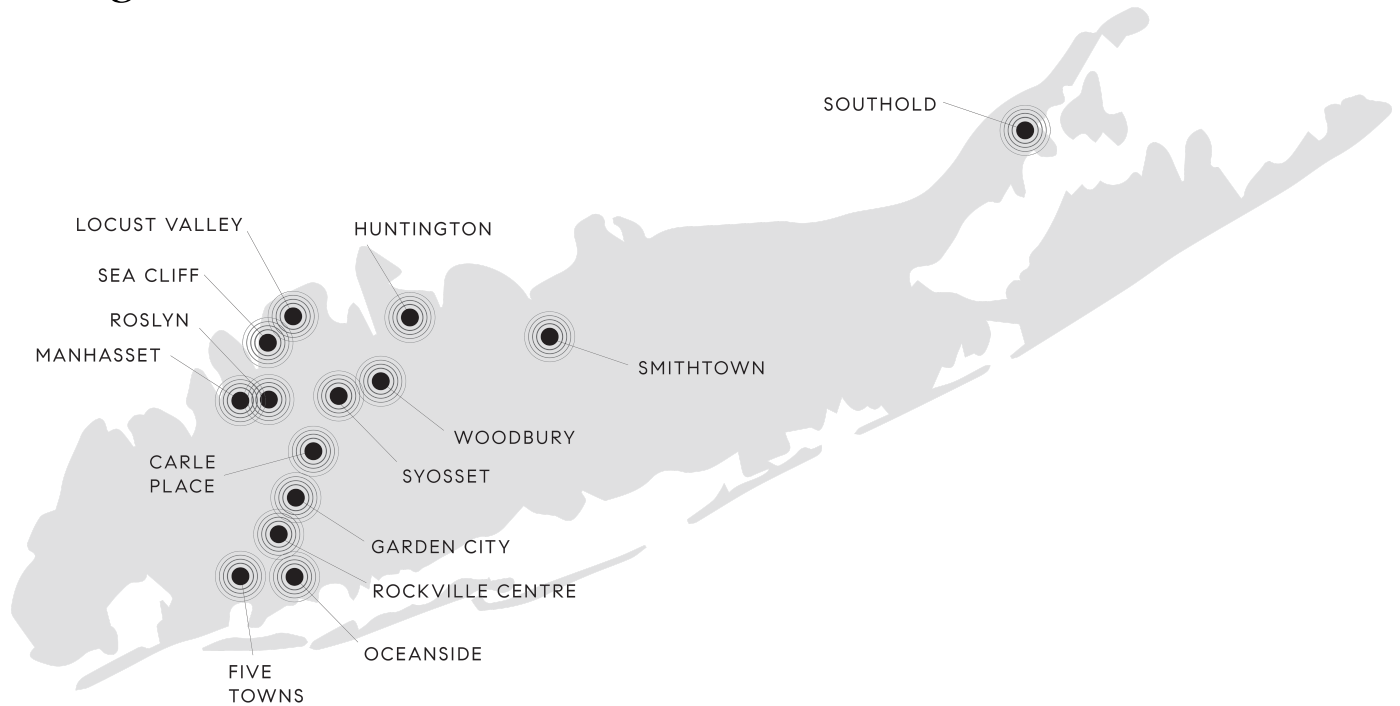 SOUTHOLD
LOCUST VALLEY
HUNTINGTON
SEA CLIFF
ROSLYN
MANHASSET
SMITHTOWN
WOODBURY
CARLE
PLACE
SYOSSET
GARDEN CITY
ROCKVILLE CENTRE
OCEANSIDE
FIVE
TOWNS